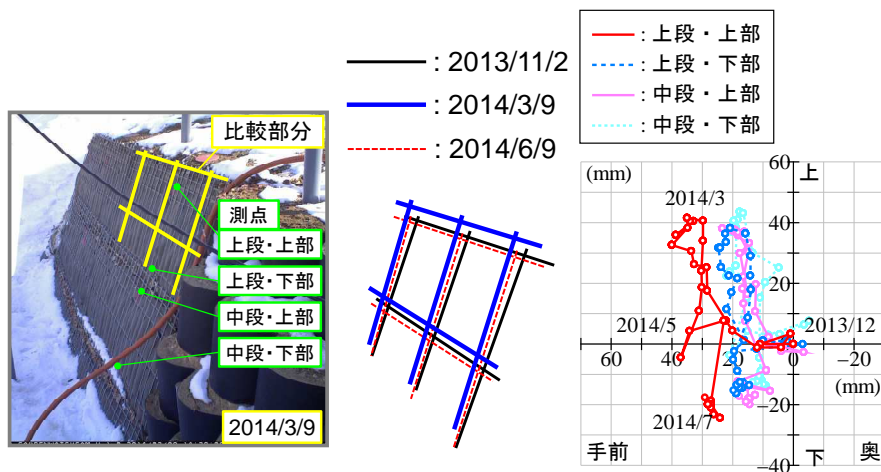 比較部分
測点
上段・上部
上段・下部
中段・上部
中段・下部
2014/3/9
: 2013/11/2
: 2014/3/9
: 2014/6/9
: 上段・上部
: 上段・下部
: 中段・上部
: 中段・下部
(mm)
60
上
2014/3
40
20
2014/5
2013/12
60
40
20
0
-20
(mm)
-20
2014/7
手前
下
奥
-40